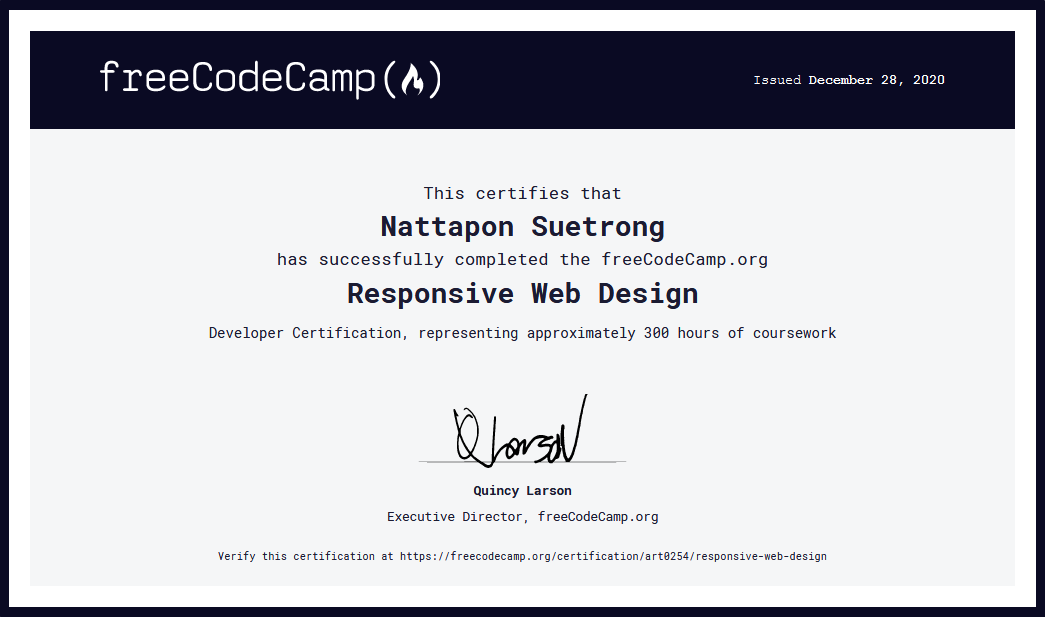 freeCodeCamp
Issued December 28, 2020
This certifies that
Nattapon Suetrong
has successfully completed the freeCodeCamp.org
Responsive Web Design
Developer Certification, representing approximately 300 hours of coursework
Q Larson
Quincy Larson
Executive Director, freeCodeCamp.org
Verify this certification at https://freecodecamp.org/certification/art0254/responsive-web-design